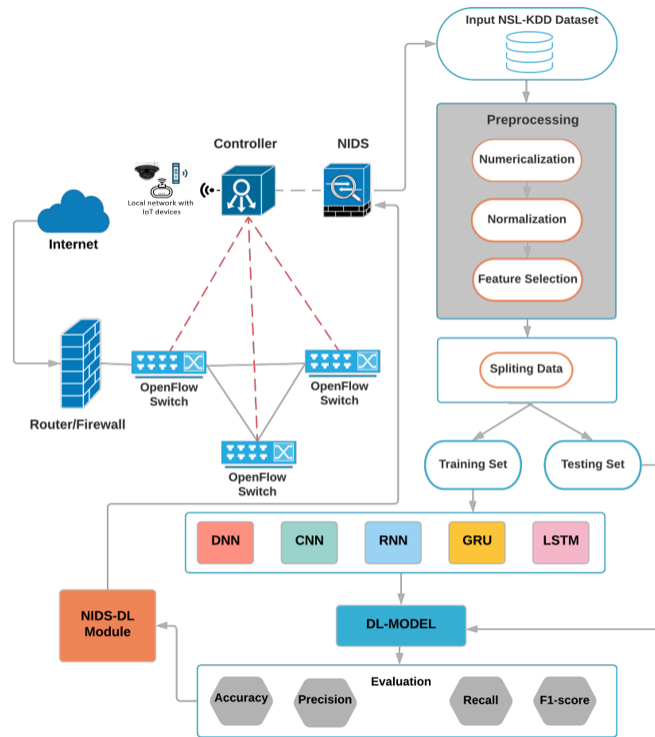 Input NSL-KDD Dataset
Preprocessing
Numericalization
Normalization
Feature Selection
Controller
NIDS
Local network with
IoT devices
Internet
Router/Firewall
OpenFlow
Switch
OpenFlow
Switch
OpenFlow
Switch
Spliting Data
Training Set
Testing Set
DNN
CNN
RNN
GRU
LSTM
NIDS-DL
Module
DL-MODEL
Evaluation
Accuracy
Precision
Recall
F1-score